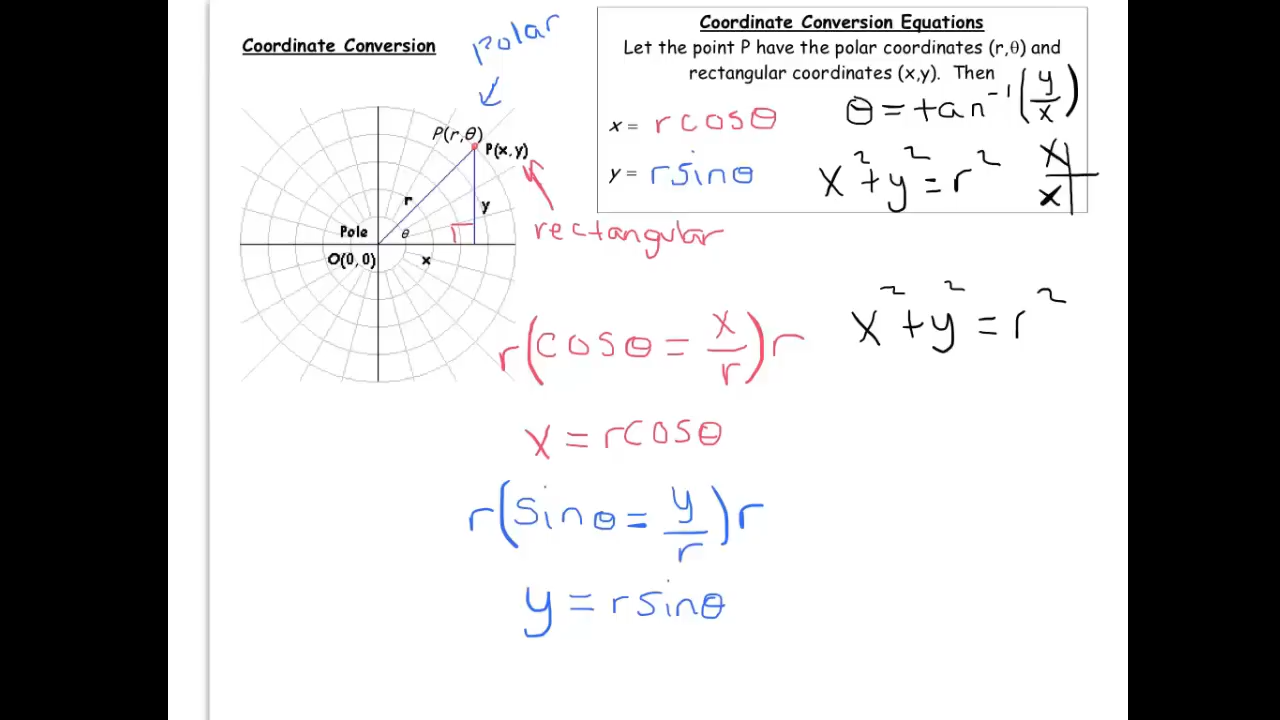 Coordinate Conversion
polar
P(r,θ)
P(x, y)
r
y
Pole
θ
O(0, 0)
x
rectangular
Coordinate Conversion Equations
Let the point P have the polar coordinates (r,θ) and
rectangular coordinates (x,y). Then
x = rcosθ
y = rsinθ
θ = tan⁻¹(y/x)
x² + y² = r²
x
x
r(cosθ = x/r)r
x = rcosθ
r(sinθ = y/r)r
y = rsinθ
x² + y² = r²